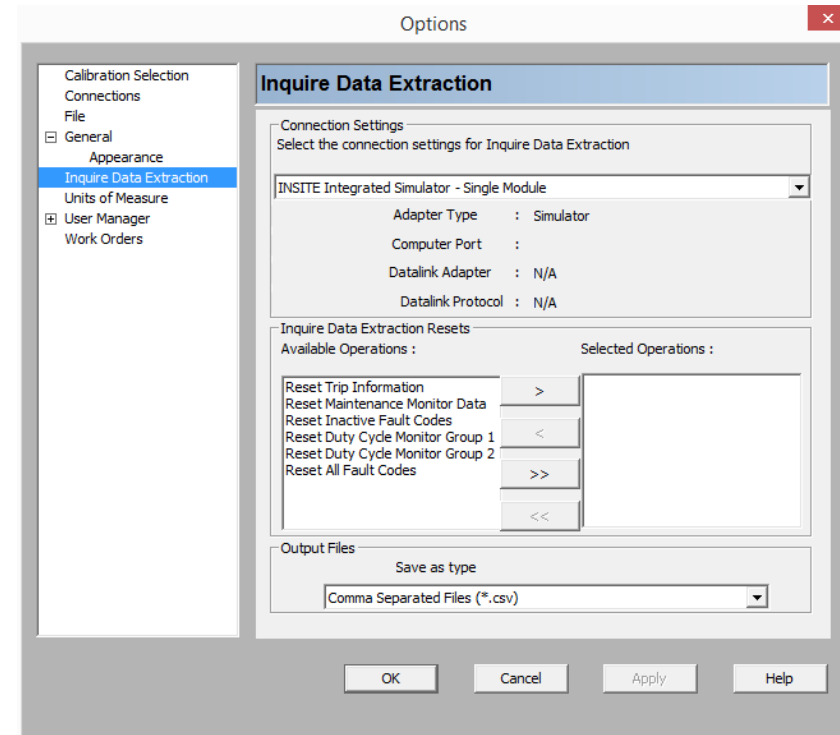 Options
×
Calibration Selection
Connections
File
General
Appearance
Inquire Data Extraction
Units of Measure
User Manager
Work Orders
Inquire Data Extraction
Connection Settings
Select the connection settings for Inquire Data Extraction
INSITE Integrated Simulator - Single Module
Adapter Type : Simulator
Computer Port :
Datalink Adapter : N/A
Datalink Protocol : N/A
Inquire Data Extraction Resets
Available Operations :
Selected Operations :
Reset Trip Information
Reset Maintenance Monitor Data
Reset Inactive Fault Codes
Reset Duty Cycle Monitor Group 1
Reset Duty Cycle Monitor Group 2
Reset All Fault Codes
>
<
>>
<<
Output Files
Save as type
Comma Separated Files (*.csv)
OK Cancel Apply Help